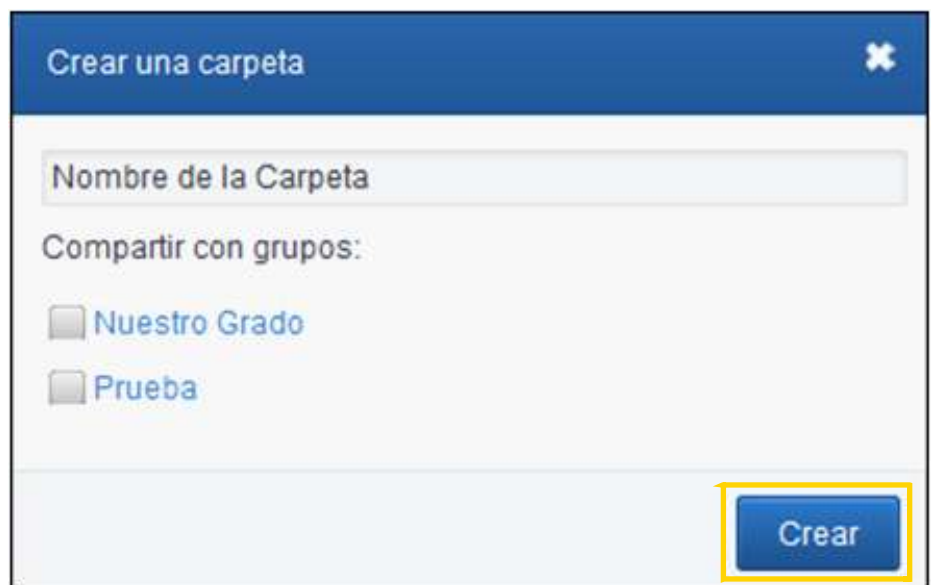 Crear una carpeta
Nombre de la Carpeta
Compartir con grupos:
Nuestro Grado
Prueba
Crear